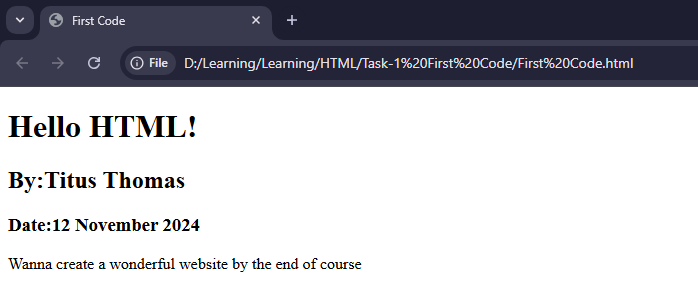 First Code
File D:/Learning/Learning/HTML/Task-1%20First%20Code/First%20Code.html
Hello HTML!
By:Titus Thomas
Date:12 November 2024
Wanna create a wonderful website by the end of course